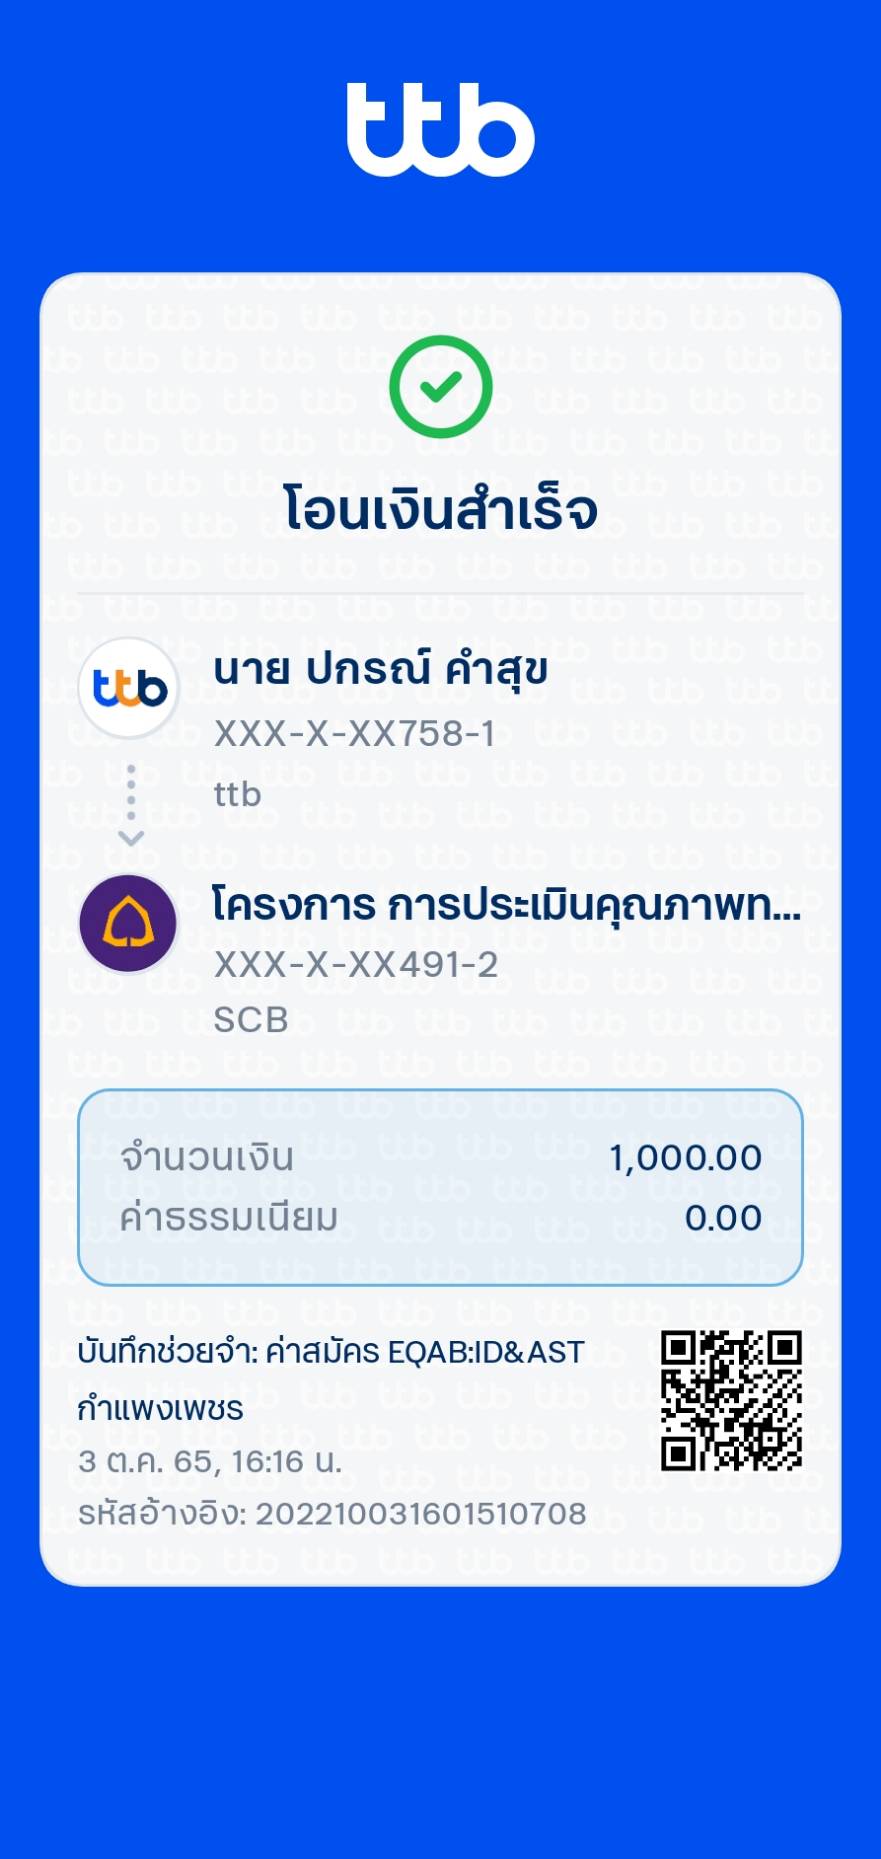 ttb
โอนเงินสำเร็จ
ttb
นาย ปกรณ์ คำสุข
XXX-X-XX758-1
ttb
โครงการ การประเมินคุณภาพท...
XXX-X-XX491-2
SCB
จำนวนเงิน 1,000.00
ค่าธรรมเนียม 0.00
บันทึกช่วยจำ: ค่าสมัคร EQAB:ID&AST
กำแพงเพชร
3 ต.ค. 65, 16:16 น.
รหัสอ้างอิง: 202210031601510708